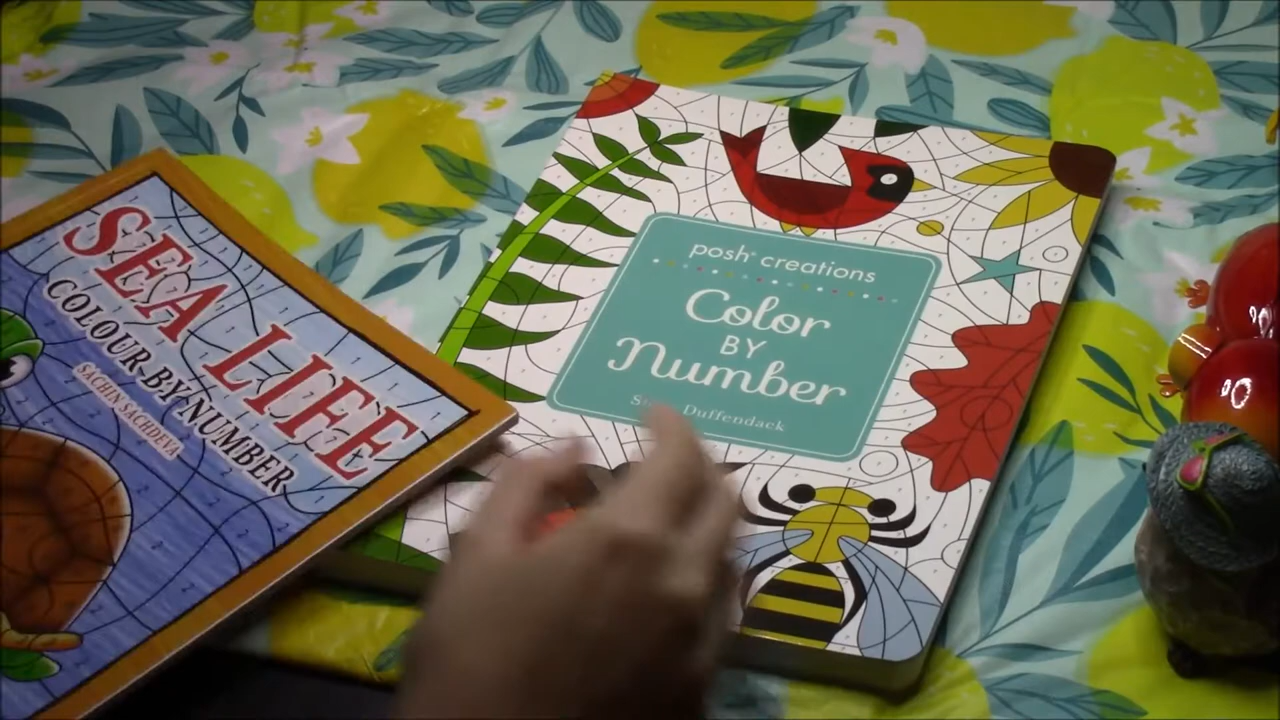 SEA LIFE
COLOUR BY NUMBER
SACHIN SACHDEVA
posh creations
Color
BY
Number
Duffendack